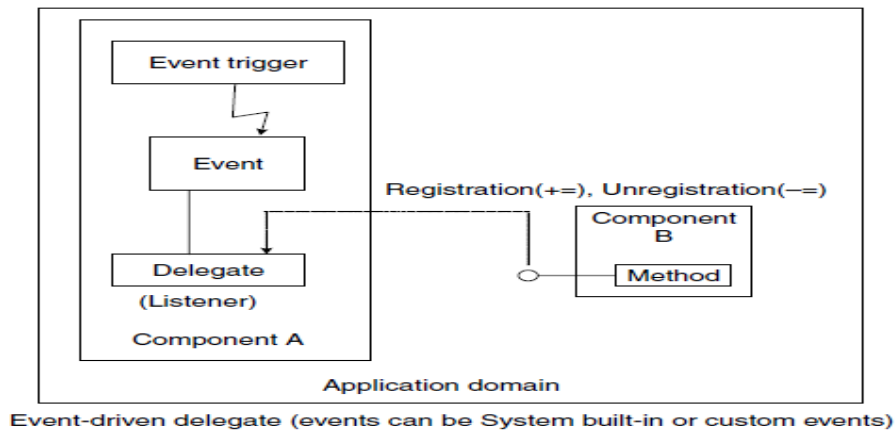 Event trigger
Event
Registration(+=), Unregistration(−=)
Component
B
Method
Delegate
(Listener)
Component A
Application domain
Event-driven delegate (events can be System built-in or custom events)